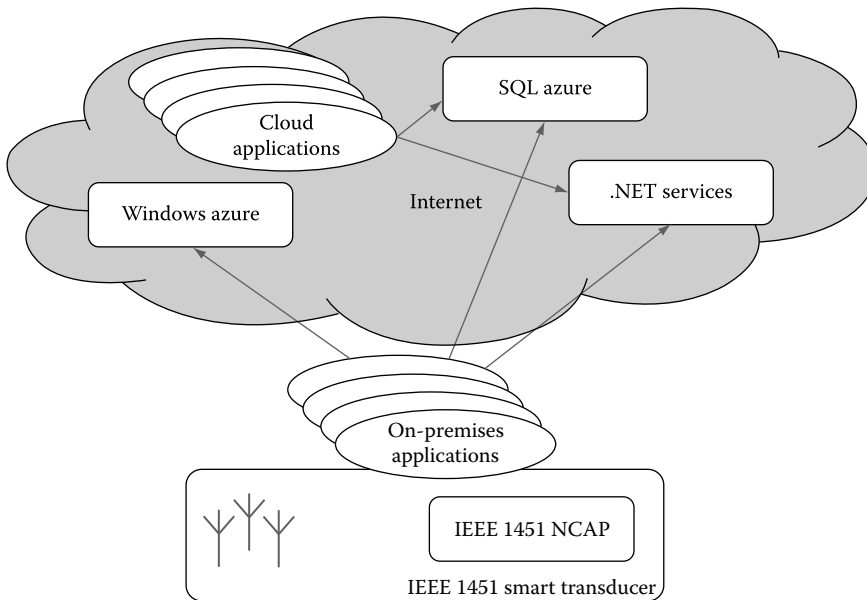 SQL azure
Cloud
applications
.NET services
Internet
Windows azure
On-premises
applications
IEEE 1451 NCAP
IEEE 1451 smart transducer